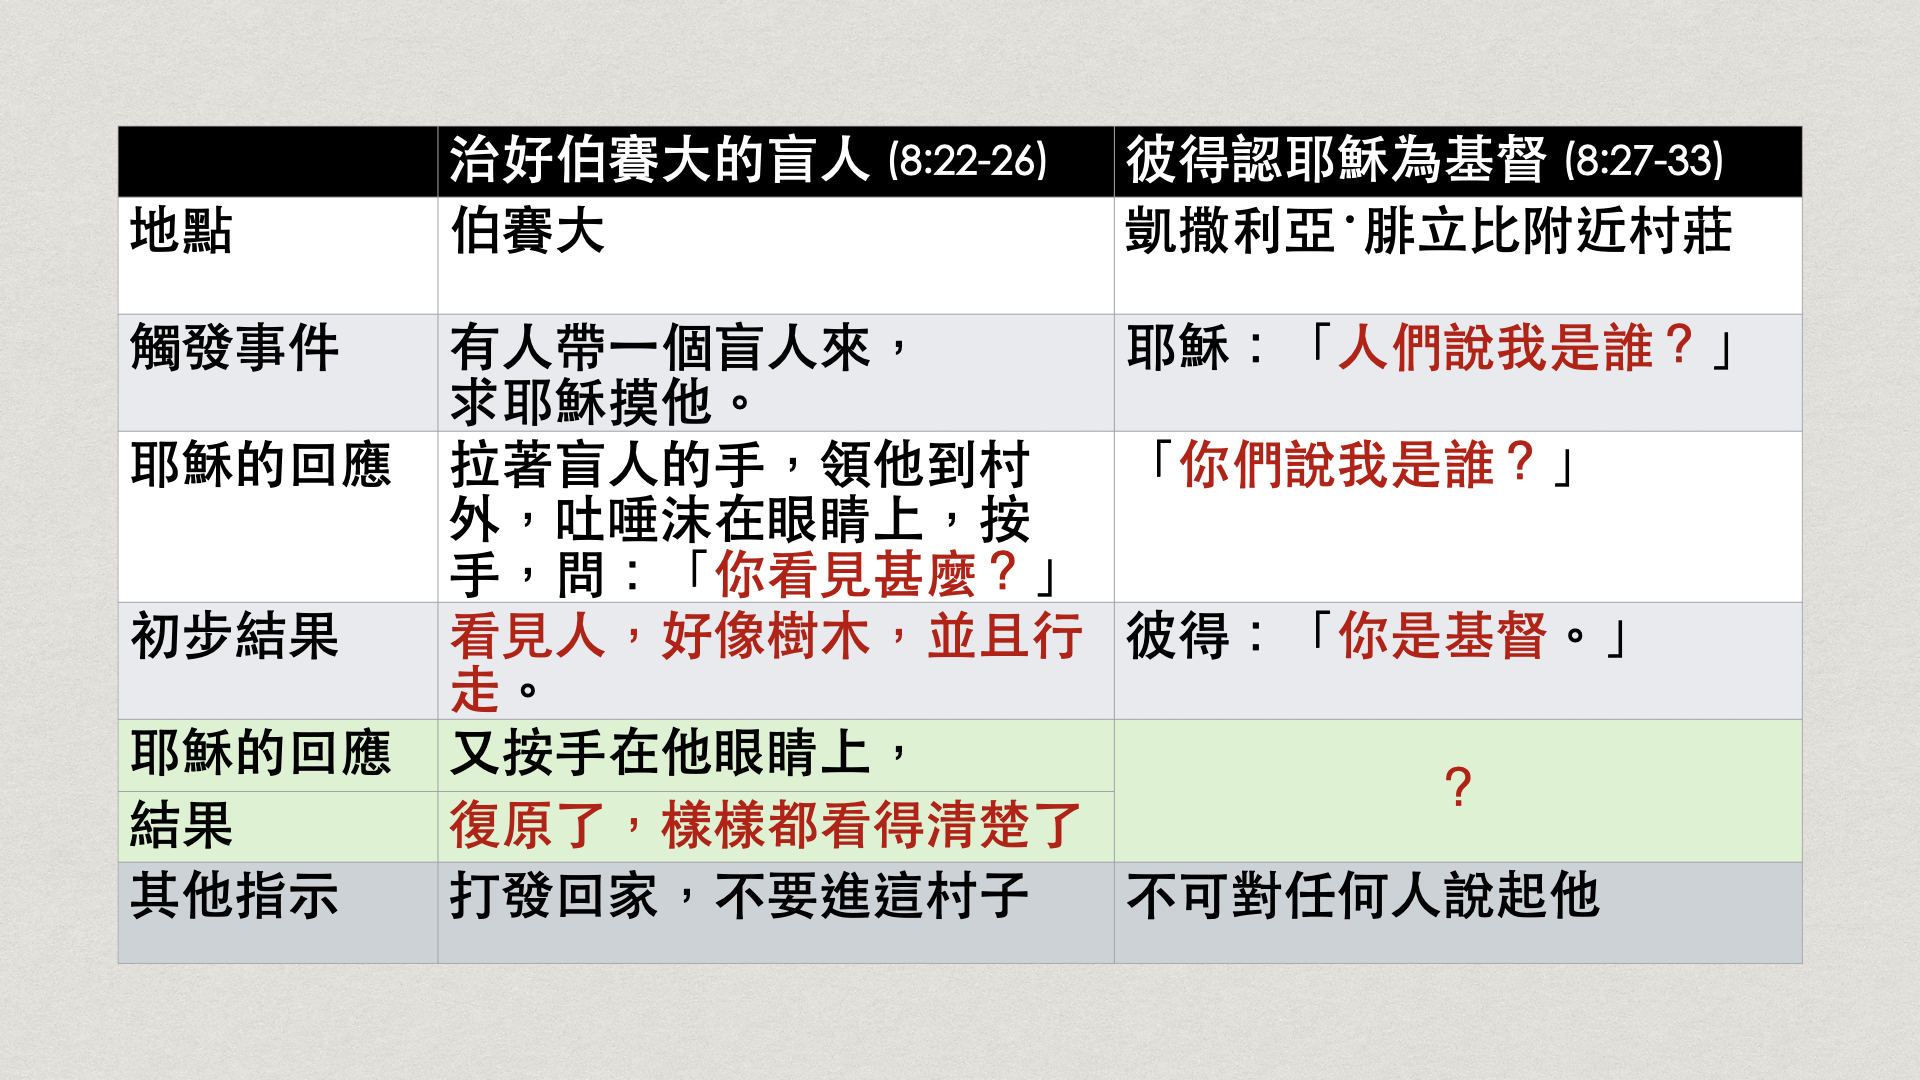 治好伯賽大的盲人 (8:22-26)
彼得認耶穌為基督 (8:27-33)
地點
伯賽大
凱撒利亞·腓立比附近村莊
觸發事件
有人帶一個盲人來，
求耶穌摸他。
耶穌：「人們說我是誰？」
耶穌的回應
拉著盲人的手，領他到村
外，吐唾沫在眼睛上，按
手，問：「你看見甚麼？」
「你們說我是誰？」
初步結果
看見人，好像樹木，並且行
走。
彼得：「你是基督。」
耶穌的回應
又按手在他眼睛上，
？
結果
復原了，樣樣都看得清楚了
其他指示
打發回家，不要進這村子
不可對任何人說起他